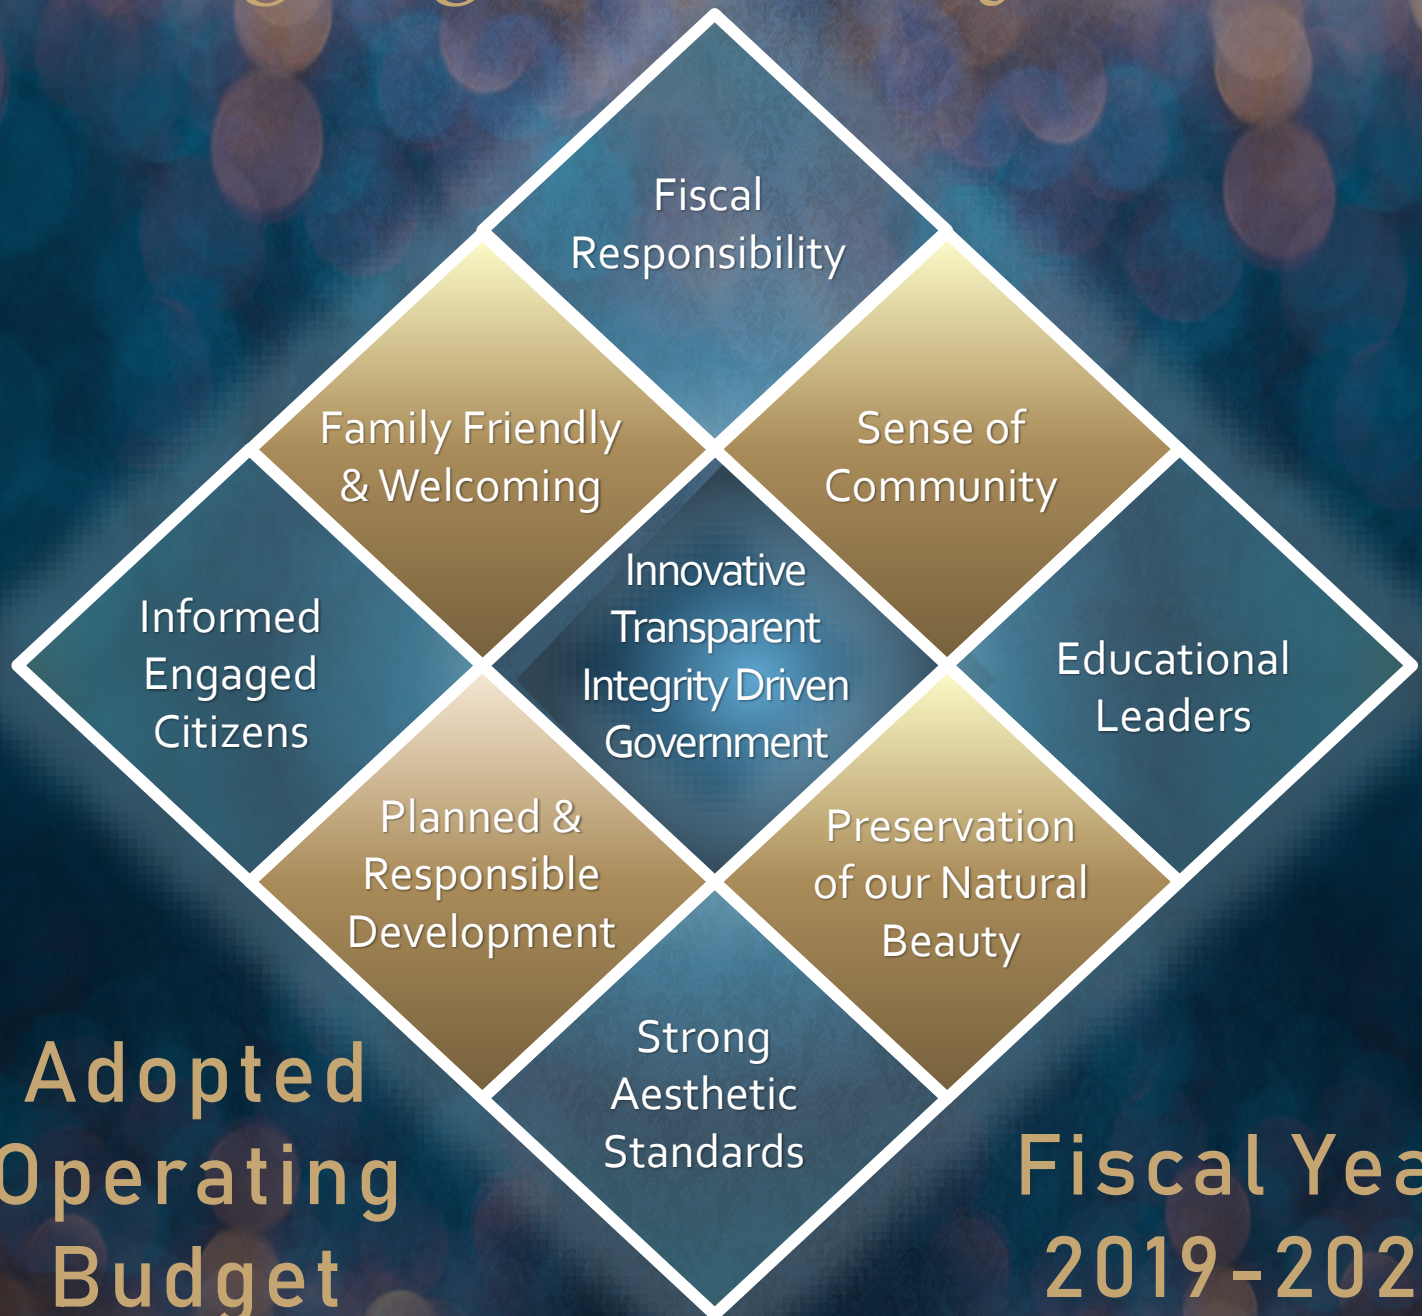 Fiscal
Responsibility
Family Friendly
& Welcoming
Sense of
Community
Innovative
Transparent
Integrity Driven
Government
Informed
Engaged
Citizens
Educational
Leaders
Planned &
Responsible
Development
Preservation
of our Natural
Beauty
Strong
Aesthetic
Standards
Adopted
Operating
Budget
Fiscal Yea
2019-202